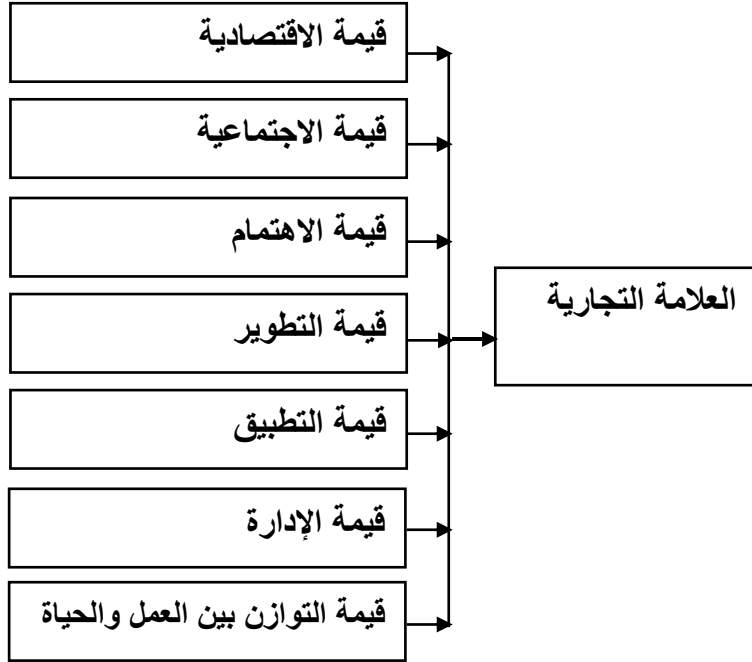 قيمة الاقتصادية
قيمة الاجتماعية
قيمة الاهتمام
قيمة التطوير
قيمة التطبيق
قيمة الإدارة
قيمة التوازن بين العمل والحياة
العلامة التجارية